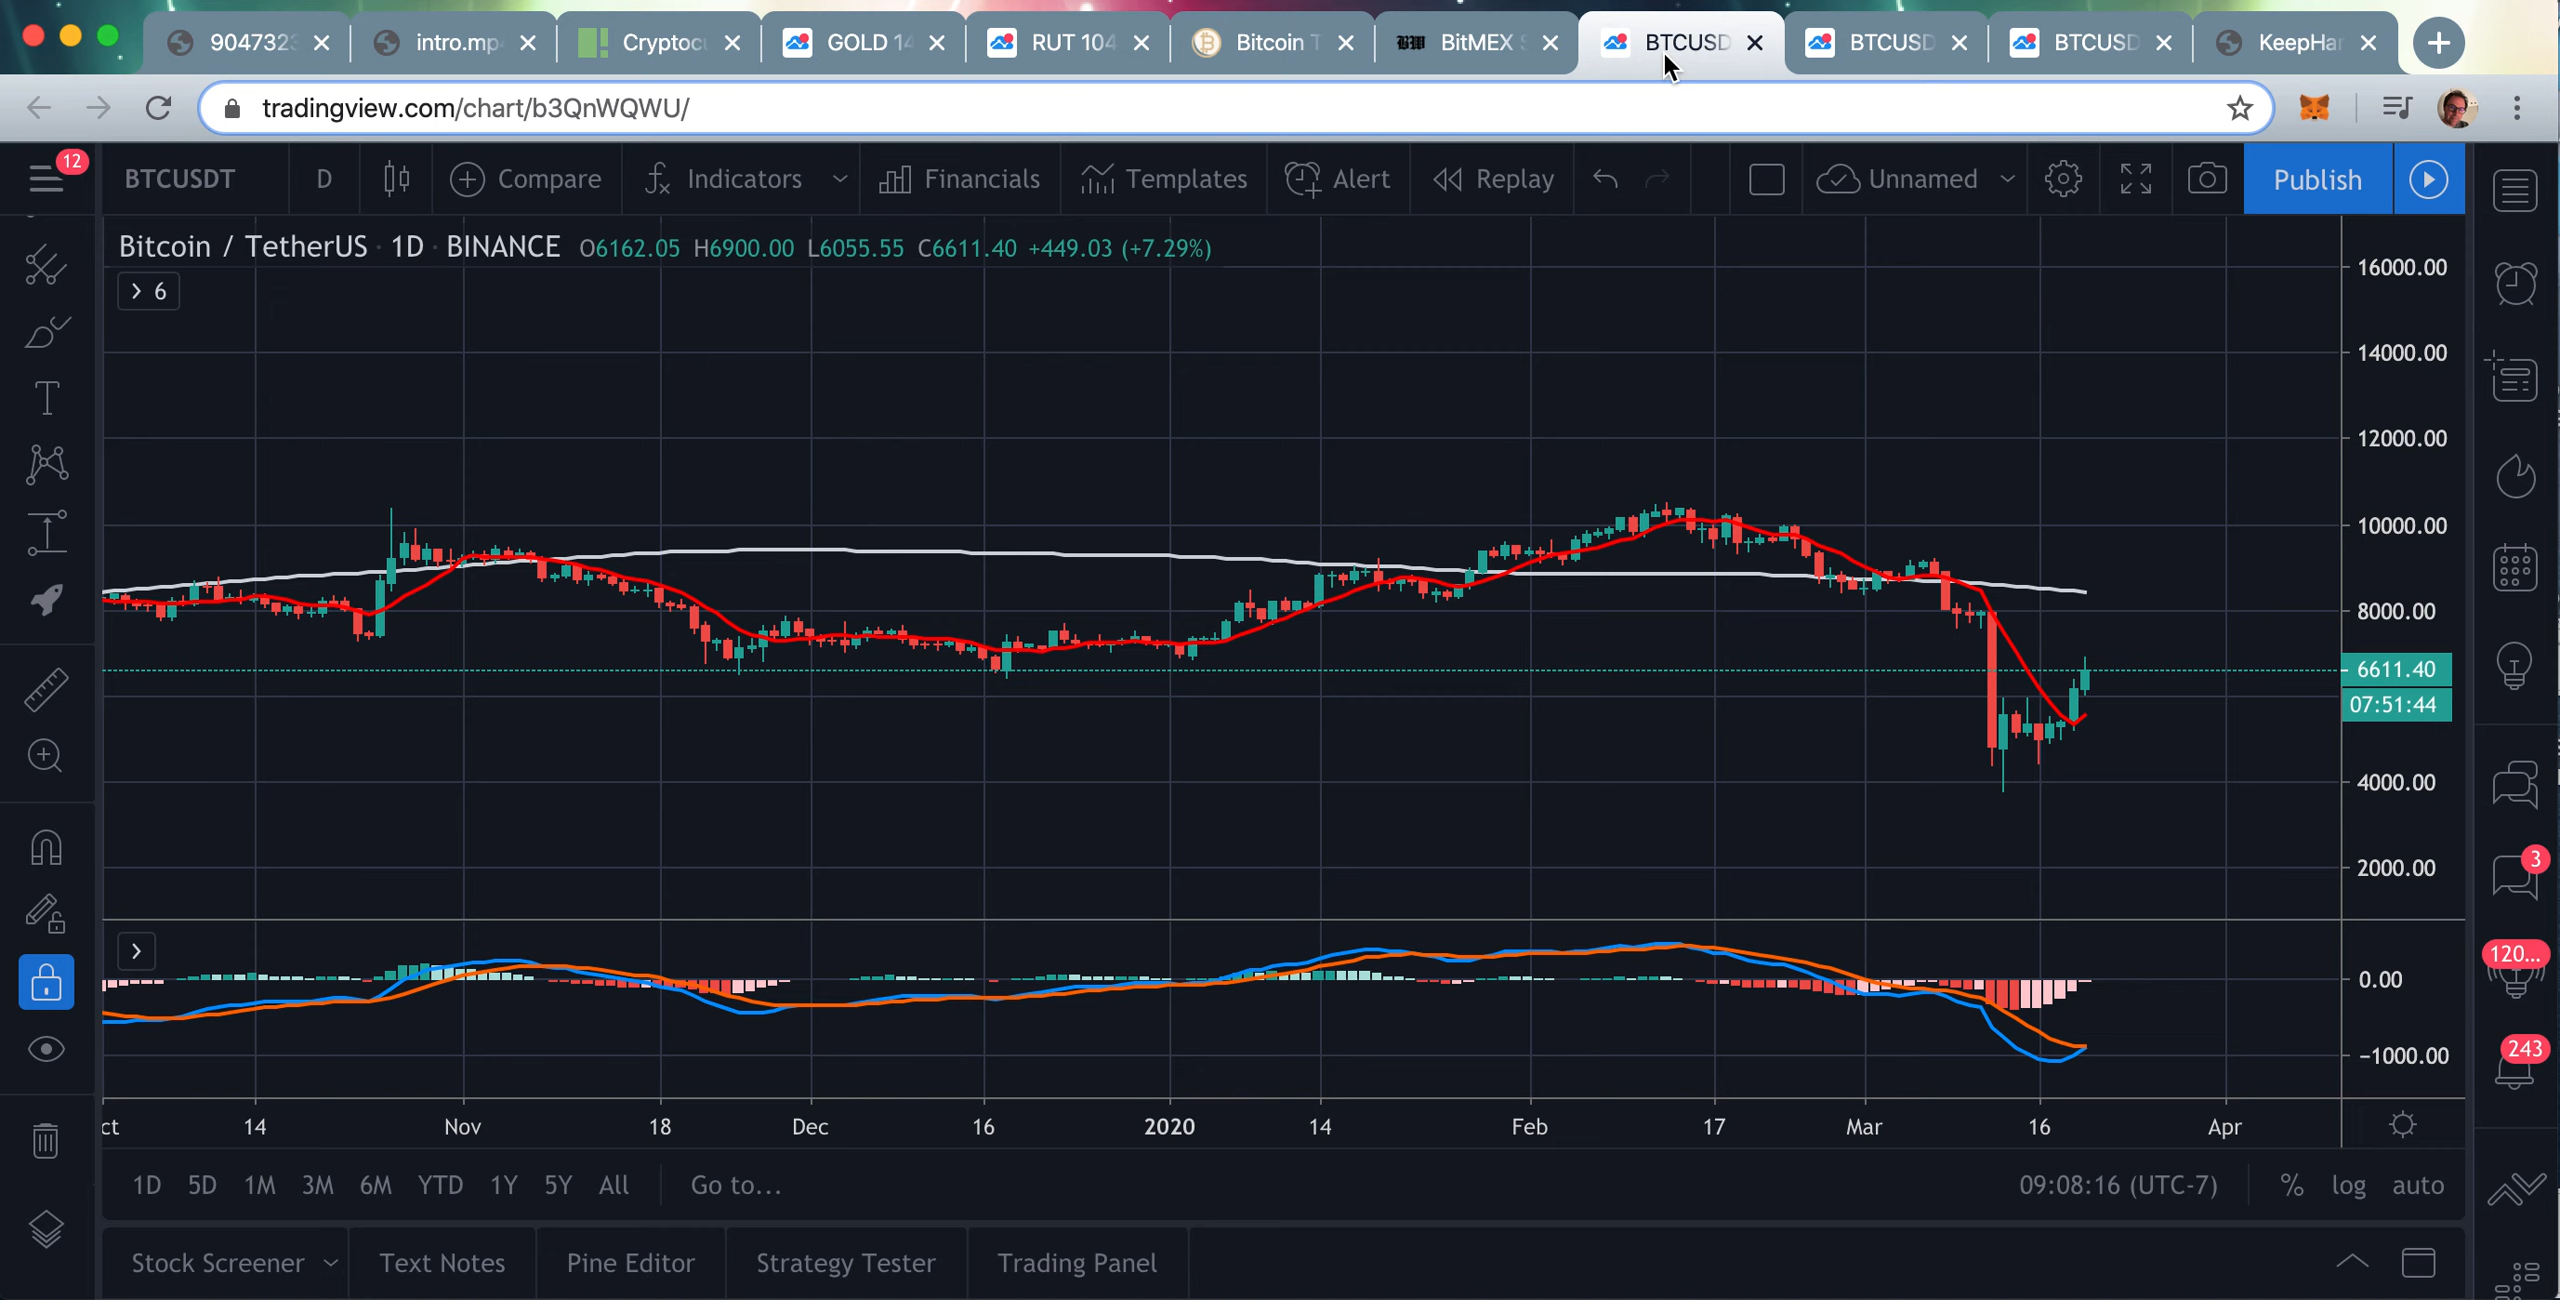 9047323 intro.mp Cryptoc GOLD 14 RUT 104 Bitcoin T BitMEX S BTCUSD BTCUSD BTCUSD KeepHar
tradingview.com/chart/b3QnWQWU/
12 BTCUSDT D Compare Indicators Financials Templates Alert Replay Unnamed Publish
Bitcoin / TetherUS · 1D · BINANCE O6162.05 H6900.00 L6055.55 C6611.40 +449.03 (+7.29%)
6
16000.00
14000.00
12000.00
10000.00
8000.00
6611.40
07:51:44
4000.00
2000.00
3
120...
0.00
243
-1000.00
ct 14 Nov 18 Dec 16 2020 14 Feb 17 Mar 16 Apr
1D 5D 1M 3M 6M YTD 1Y 5Y All Go to... 09:08:16 (UTC-7) % log auto
Stock Screener Text Notes Pine Editor Strategy Tester Trading Panel